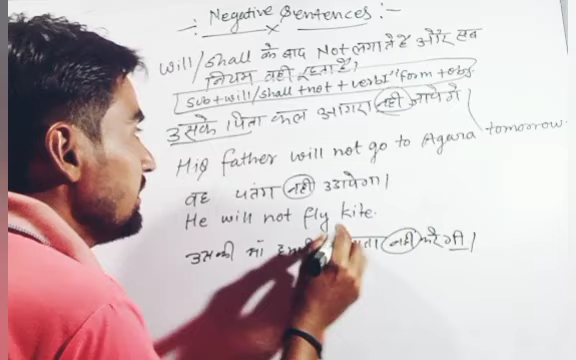 -: Negative Sentences :-
will/shall के बाद Not लगाते हैं और सब
नियम वही रहता है,
Sub + will/shall + not + verb Iˢᵗ form + obj.
उसके पिता कल आगरा नही जायेगे।
His father will not go to Agara tomorrow.
वह पतंग नही उडायेगा।
He will not fly kite.
उसकी माँ नही करेगी।